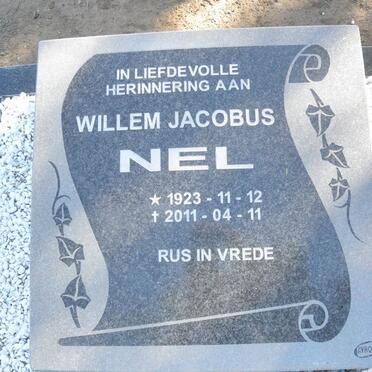 IN LIEFDEVOLLE
HERINNERING AAN
WILLEM JACOBUS
NEL
★ 1923 - 11 - 12
† 2011 - 04 - 11
RUS IN VREDE